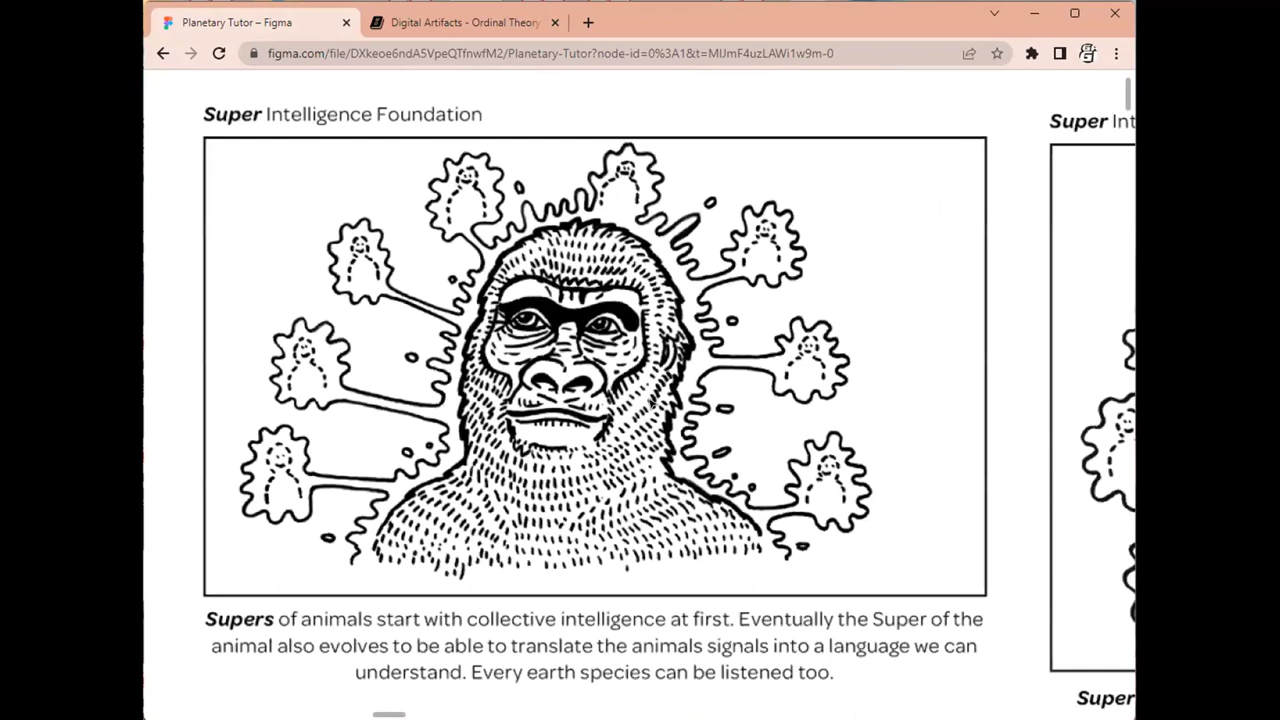 Planetary Tutor – Figma
Digital Artifacts - Ordinal Theory
figma.com/file/DXkeoe6ndA5VpeQTfnwfM2/Planetary-Tutor?node-id=0%3A1&t=MIJmF4uzLAWi1w9m-0
Super Intelligence Foundation
Super Int
Supers of animals start with collective intelligence at first. Eventually the Super of the
animal also evolves to be able to translate the animals signals into a language we can
understand. Every earth species can be listened too.
Super